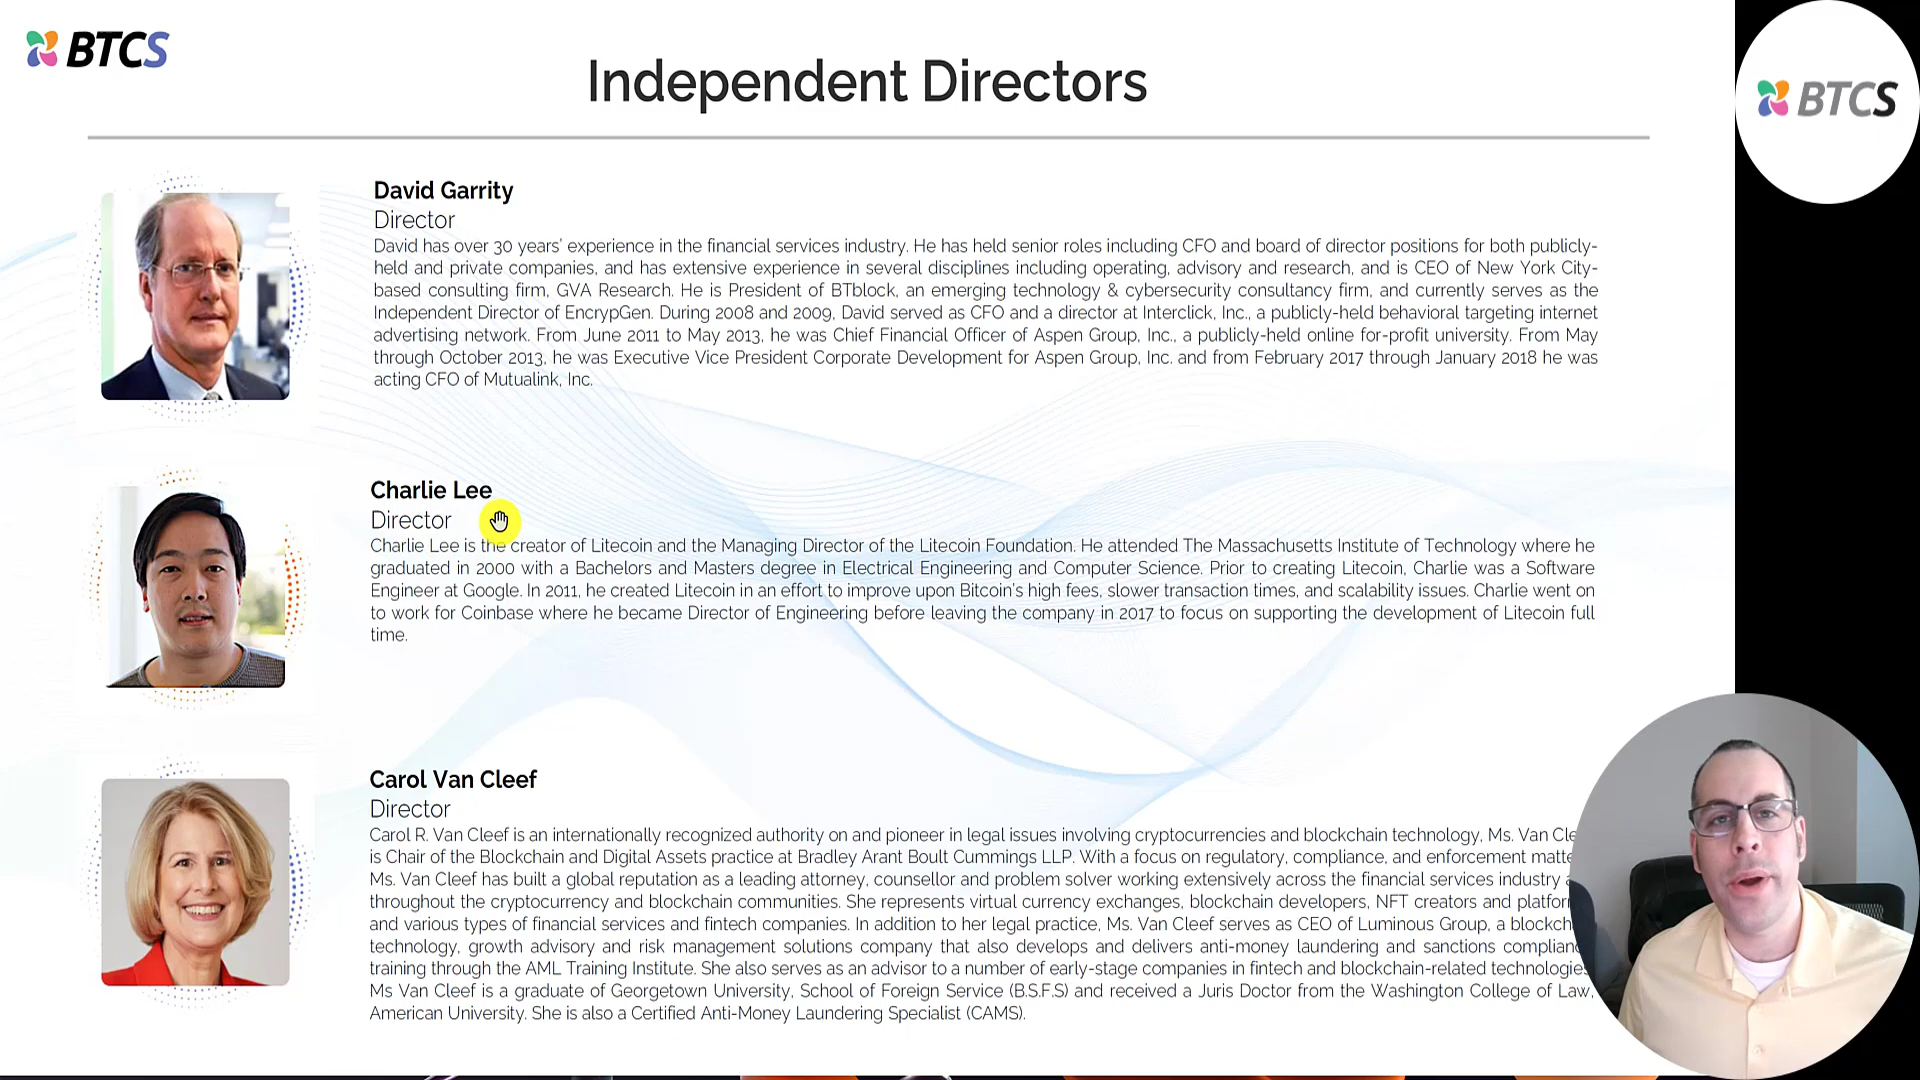 BTCS
Independent Directors
BTCS
David Garrity
Director
David has over 30 years' experience in the financial services industry. He has held senior roles including CFO and board of director positions for both publicly-
held and private companies, and has extensive experience in several disciplines including operating, advisory and research, and is CEO of New York City-
based consulting firm, GVA Research. He is President of BTblock, an emerging technology & cybersecurity consultancy firm, and currently serves as the
Independent Director of EncrypGen. During 2008 and 2009, David served as CFO and a director at Interclick, Inc., a publicly-held behavioral targeting internet
advertising network. From June 2011 to May 2013, he was Chief Financial Officer of Aspen Group, Inc., a publicly-held online for-profit university. From May
through October 2013, he was Executive Vice President Corporate Development for Aspen Group, Inc. and from February 2017 through January 2018 he was
acting CFO of Mutualink, Inc.
Charlie Lee
Director
Charlie Lee is the creator of Litecoin and the Managing Director of the Litecoin Foundation. He attended The Massachusetts Institute of Technology where he
graduated in 2000 with a Bachelors and Masters degree in Electrical Engineering and Computer Science. Prior to creating Litecoin, Charlie was a Software
Engineer at Google. In 2011, he created Litecoin in an effort to improve upon Bitcoin's high fees, slower transaction times, and scalability issues. Charlie went on
to work for Coinbase where he became Director of Engineering before leaving the company in 2017 to focus on supporting the development of Litecoin full
time.
Carol Van Cleef
Director
Carol R. Van Cleef is an internationally recognized authority on and pioneer in legal issues involving cryptocurrencies and blockchain technology, Ms. Van Cle
is Chair of the Blockchain and Digital Assets practice at Bradley Arant Boult Cummings LLP. With a focus on regulatory, compliance, and enforcement matte
Ms. Van Cleef has built a global reputation as a leading attorney, counsellor and problem solver working extensively across the financial services industry
throughout the cryptocurrency and blockchain communities. She represents virtual currency exchanges, blockchain developers, NFT creators and platfor
and various types of financial services and fintech companies. In addition to her legal practice, Ms. Van Cleef serves as CEO of Luminous Group, a blockch
technology, growth advisory and risk management solutions company that also develops and delivers anti-money laundering and sanctions complian
training through the AML Training Institute. She also serves as an advisor to a number of early-stage companies in fintech and blockchain-related technologie
Ms Van Cleef is a graduate of Georgetown University, School of Foreign Service (B.S.F.S) and received a Juris Doctor from the Washington College of Law,
American University. She is also a Certified Anti-Money Laundering Specialist (CAMS).